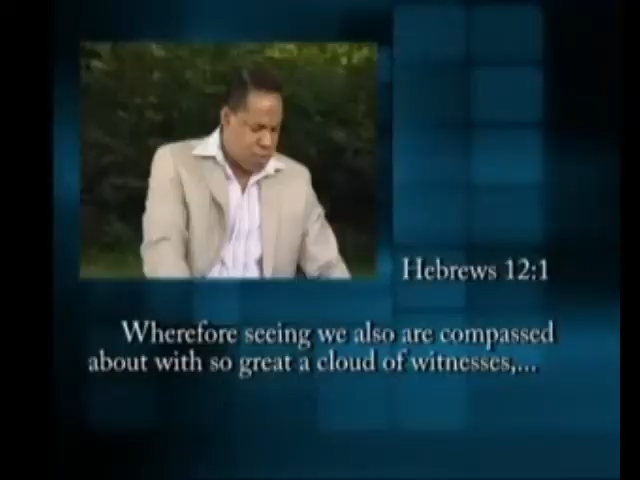 Hebrews 12:1
Wherefore seeing we also are compassed
about with so great a cloud of witnesses,...